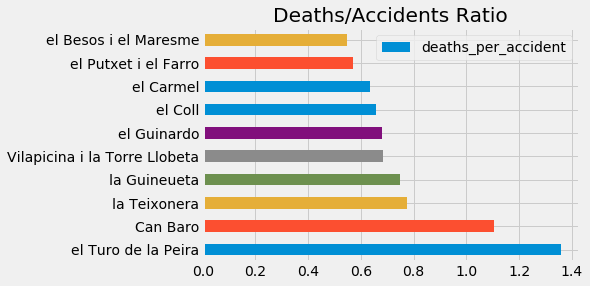 Deaths/Accidents Ratio
deaths_per_accident
el Besos i el Maresme
el Putxet i el Farro
el Carmel
el Coll
el Guinardo
Vilapicina i la Torre Llobeta
la Guineueta
la Teixonera
Can Baro
el Turo de la Peira
0.0 0.2 0.4 0.6 0.8 1.0 1.2 1.4